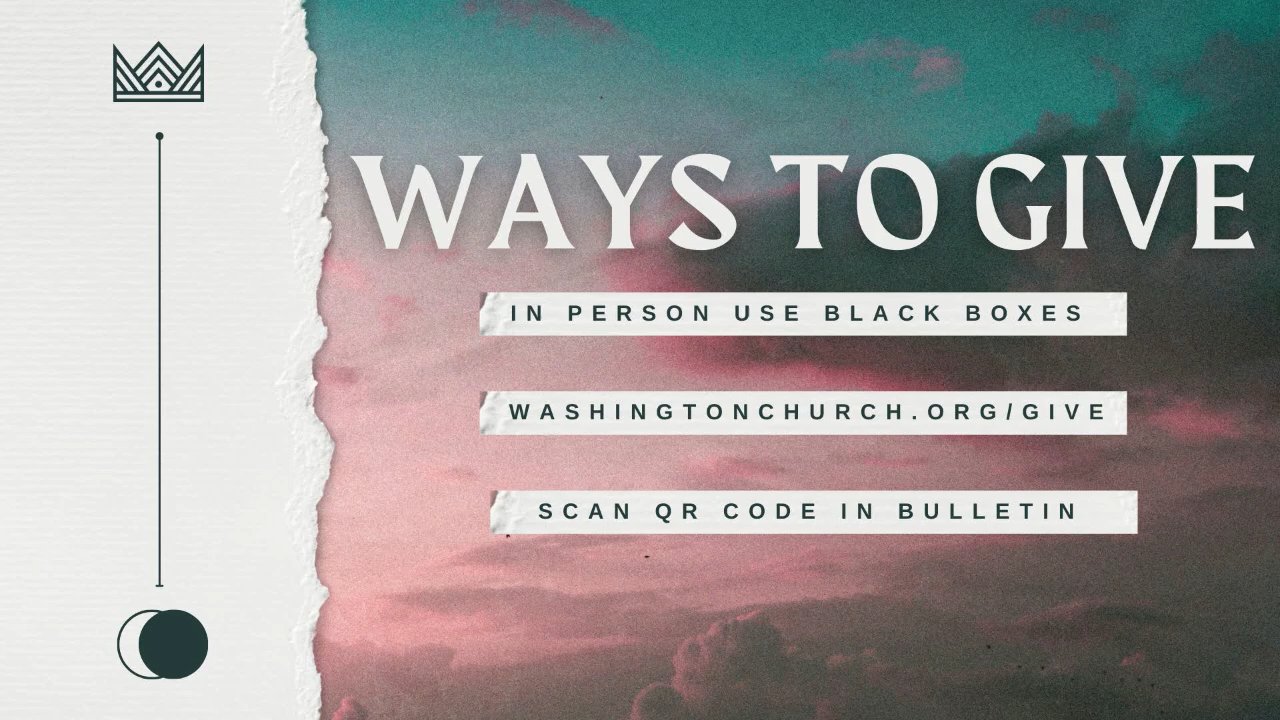 WAYS TO GIVE
IN PERSON USE BLACK BOXES
WASHINGTONCHURCH.ORG/GIVE
SCAN QR CODE IN BULLETIN